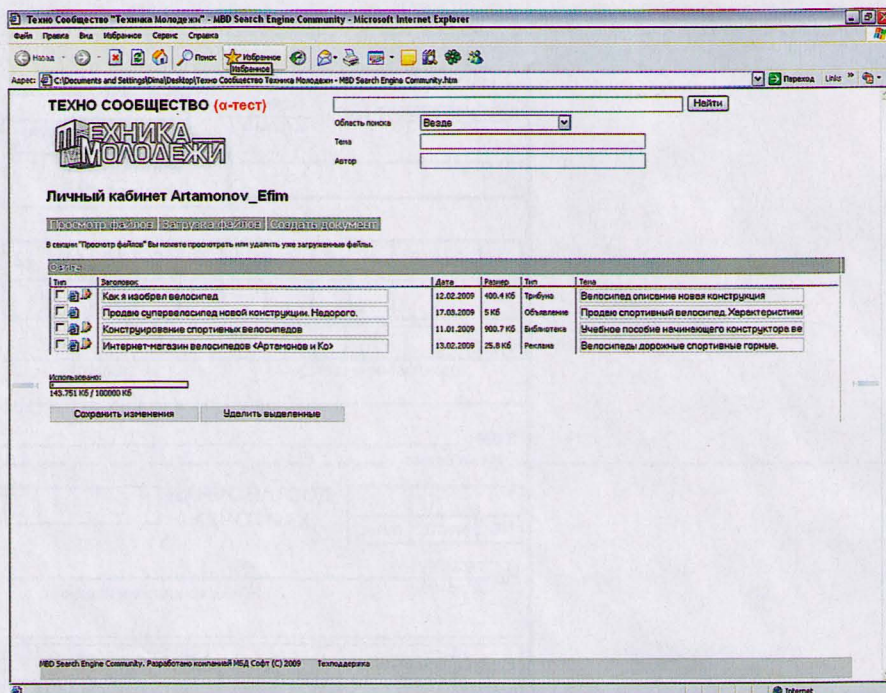 Техно Сообщество "Техника Молодежи" - MBD Search Engine Community - Microsoft Internet Explorer
Файл Правка Вид Избранное Сервис Справка
Назад Поиск Избранное
Избранное
Адрес: C:\Documents and Settings\Dima\Desktop\Техно Сообщество Техника Молодежи - MBD Search Engine Community.htm Переход Links
ТЕХНО СООБЩЕСТВО (α-тест) Найти
ТЕХНИКА МОЛОДЕЖИ
Область поиска Везде
Тема
Автор
Личный кабинет Artamonov_Efim
Просмотр файлов Загрузка файлов Создать документ
В секции "Просмотр файлов" Вы можете просмотреть или удалить уже загруженные файлы.
Файлы
Тип Заголовок Дата Размер Тип Тема
Как я изобрел велосипед 12.02.2009 400.4 Кб Трибуна Велосипед описание новая конструкция
Продаю супервелосипед новой конструкции. Недорого. 17.03.2009 5 Кб Объявление Продаю спортивный велосипед. Характеристики
Конструирование спортивных велосипедов 11.01.2009 900.7 Кб Библиотека Учебное пособие начинающего конструктора ве
Интернет-магазин велосипедов «Артамонов и Ко» 13.02.2009 25.8 Кб Реклама Велосипеды дорожные спортивные горные.
Использовано:
143.751 Кб / 100000 Кб
Сохранить изменения Удалить выделенные
MBD Search Engine Community. Разработано компанией МБД Софт (C) 2009 Техподдержка
Internet